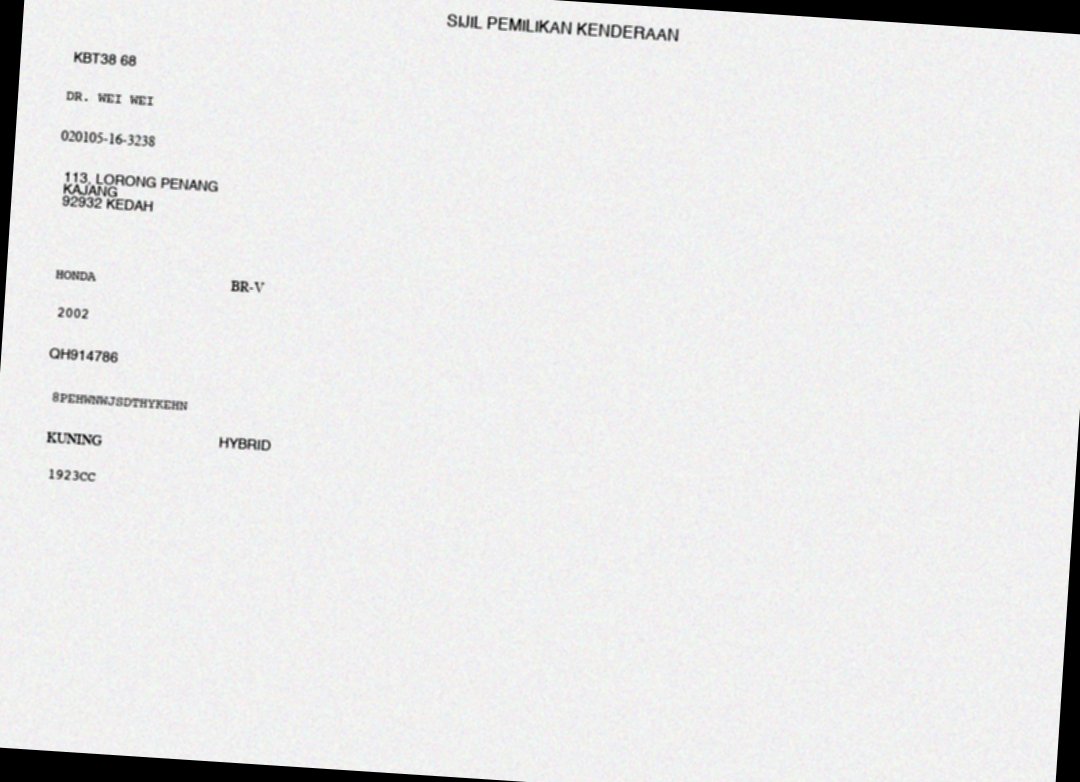 SIJIL PEMILIKAN KENDERAAN
KBT38 68
DR. WEI WEI
020105-16-3238
113, LORONG PENANG
KAJANG
92932 KEDAH
HONDA BR-V
2002
QH914786
8PEHWNWJSDTHYKEHN
KUNING HYBRID
1923CC